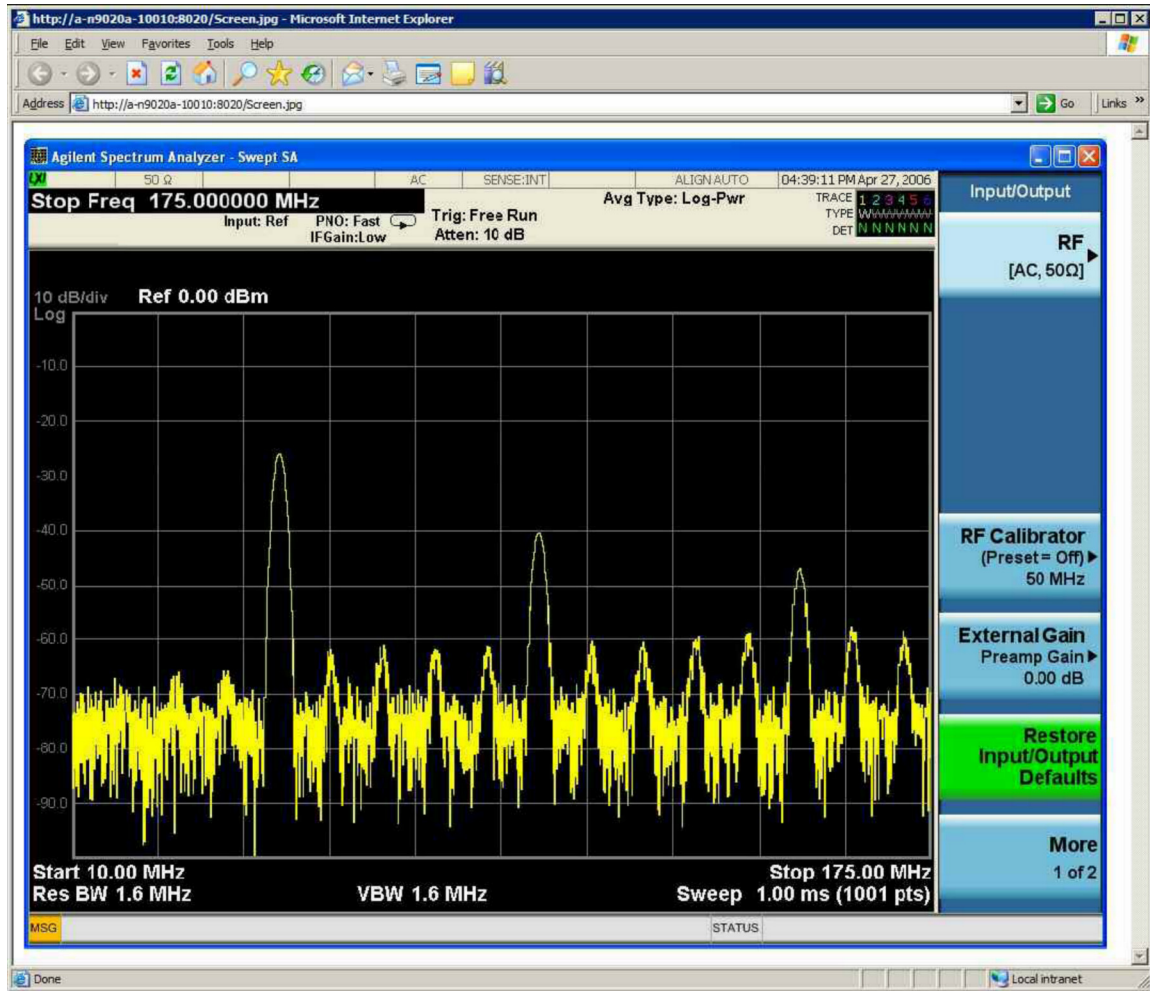 http://a-n9020a-10010:8020/Screen.jpg - Microsoft Internet Explorer
File Edit View Favorites Tools Help
Address http://a-n9020a-10010:8020/Screen.jpg Go Links »
Agilent Spectrum Analyzer - Swept SA
LXI 50 Ω AC SENSE:INT ALIGN AUTO 04:39:11 PM Apr 27, 2006
Stop Freq 175.000000 MHz
Input: Ref PNO: Fast Trig: Free Run Avg Type: Log-Pwr TRACE 1 2 3 4 5 6
IFGain:Low Atten: 10 dB TYPE WWWWWW
DET N N N N N N
10 dB/div Ref 0.00 dBm
Log
-10.0
-20.0
-30.0
-40.0
-50.0
-60.0
-70.0
-80.0
-90.0
Start 10.00 MHz Stop 175.00 MHz
Res BW 1.6 MHz VBW 1.6 MHz Sweep 1.00 ms (1001 pts)
MSG STATUS
Input/Output
RF
[AC, 50Ω]
RF Calibrator
(Preset = Off)
50 MHz
External Gain
Preamp Gain
0.00 dB
Restore
Input/Output
Defaults
More
1 of 2
Done Local intranet